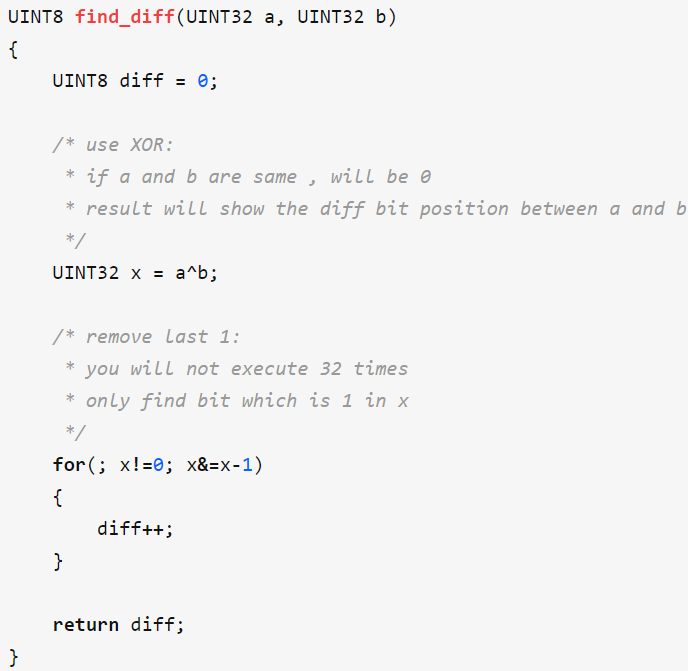 UINT8 find_diff(UINT32 a, UINT32 b)
{
    UINT8 diff = 0;

    /* use XOR:
     * if a and b are same , will be 0
     * result will show the diff bit position between a and b
     */
    UINT32 x = a^b;

    /* remove last 1:
     * you will not execute 32 times
     * only find bit which is 1 in x
     */
    for(; x!=0; x&=x-1)
    {
        diff++;
    }

    return diff;
}